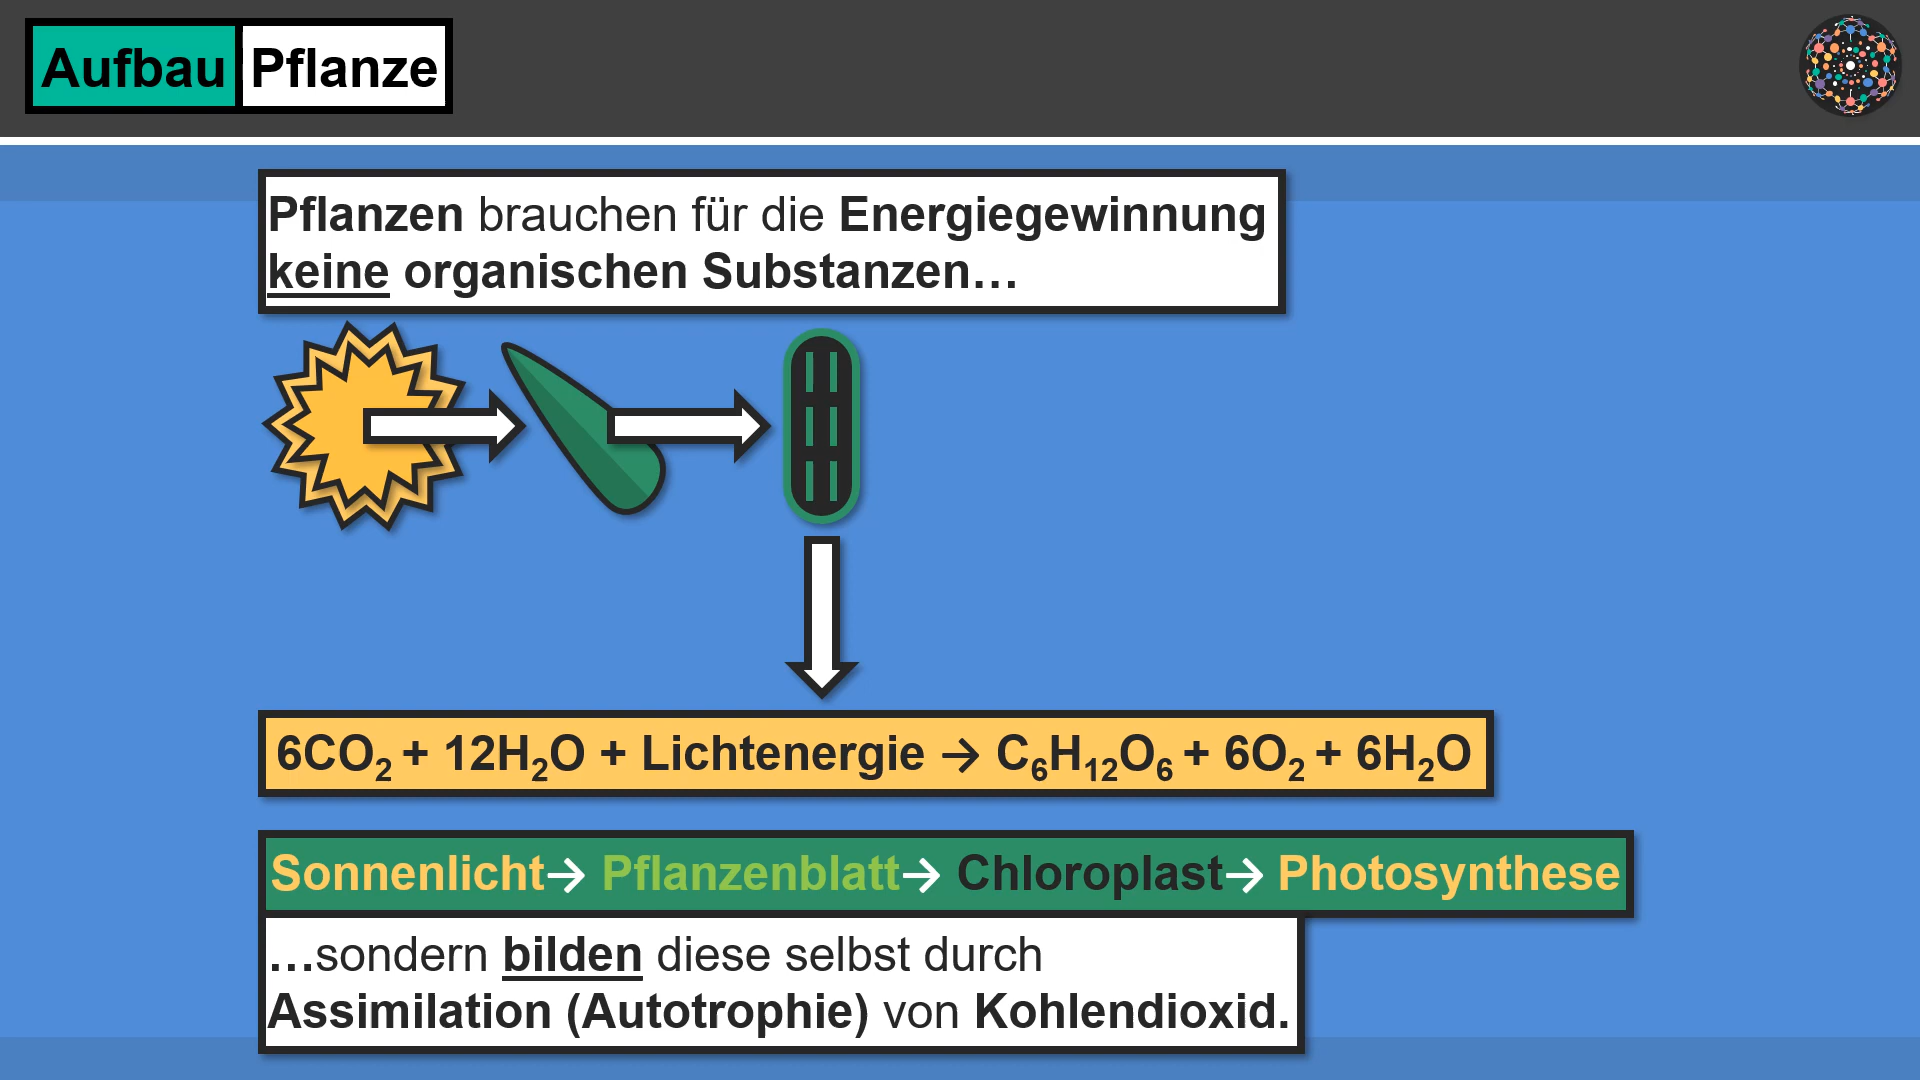 Aufbau Pflanze
Pflanzen brauchen für die Energiegewinnung
keine organischen Substanzen…
6CO₂ + 12H₂O + Lichtenergie → C₆H₁₂O₆ + 6O₂ + 6H₂O
Sonnenlicht→ Pflanzenblatt→ Chloroplast→ Photosynthese
…sondern bilden diese selbst durch
Assimilation (Autotrophie) von Kohlendioxid.